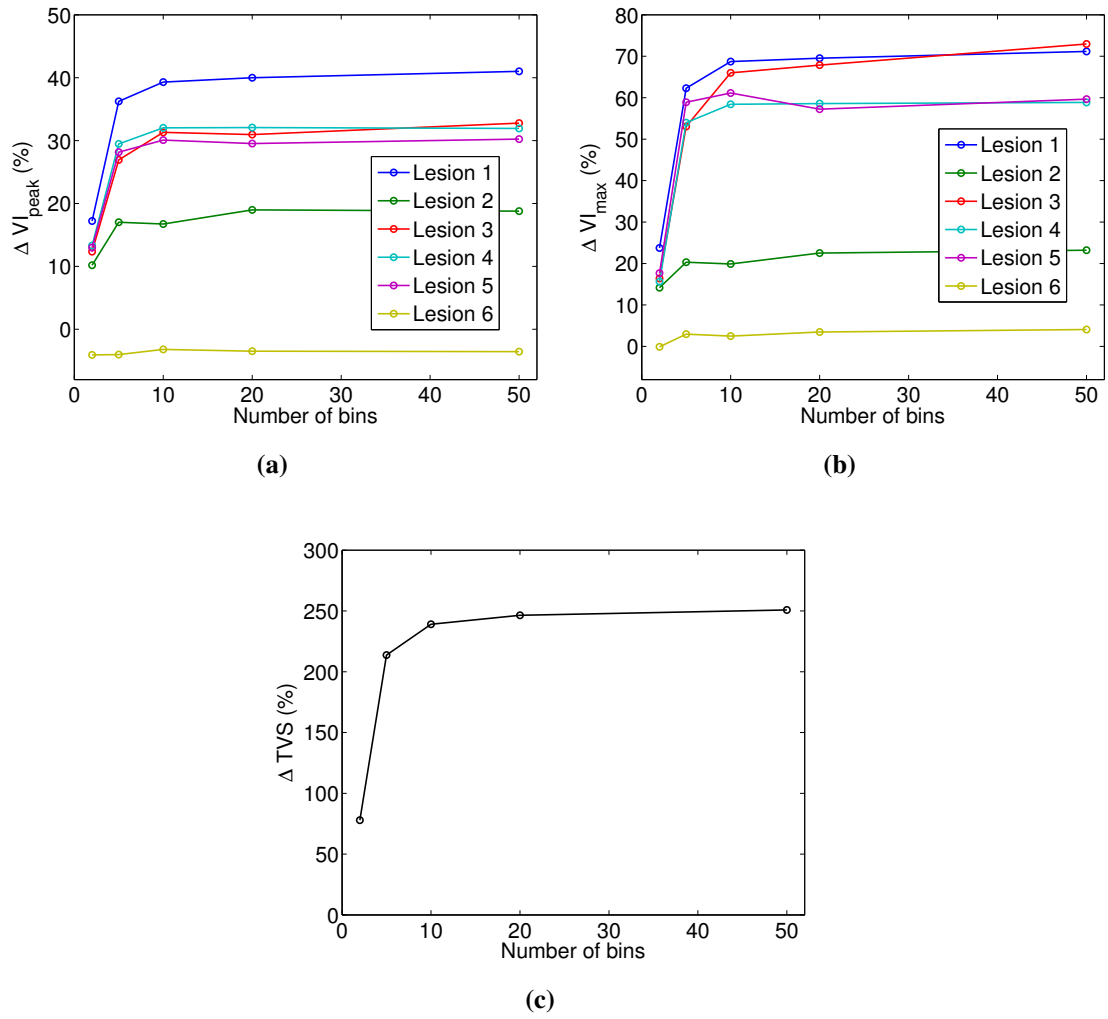 50
40
30
20
10
0
0
10
20
30
40
50
Δ VI_peak (%)
Number of bins
Lesion 1
Lesion 2
Lesion 3
Lesion 4
Lesion 5
Lesion 6
(a)
80
70
60
50
40
30
20
10
0
0
10
20
30
40
50
Δ VI_max (%)
Number of bins
Lesion 1
Lesion 2
Lesion 3
Lesion 4
Lesion 5
Lesion 6
(b)
300
250
200
150
100
50
0
0
10
20
30
40
50
Δ TVS (%)
Number of bins
(c)